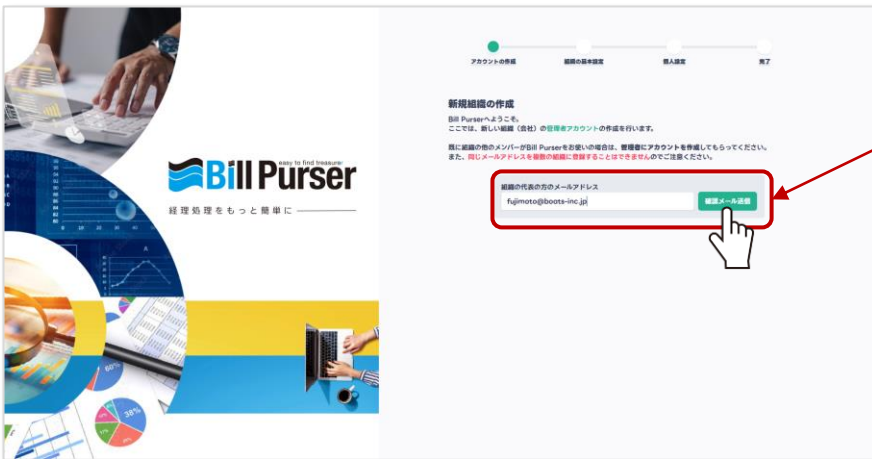 easy to find treasure
Bill Purser
経理処理をもっと簡単に
アカウントの作成
組織の基本設定
個人設定
完了
新規組織の作成
Bill Purserへようこそ。
ここでは、新しい組織（会社）の管理者アカウントの作成を行います。
既に組織の他のメンバーがBill Purserをお使いの場合は、管理者にアカウントを作成してもらってください。
また、同じメールアドレスを複数の組織に登録することはできませんのでご注意ください。
組織の代表の方のメールアドレス
fujimoto@boots-inc.jp
確認メール送信
60%
38%